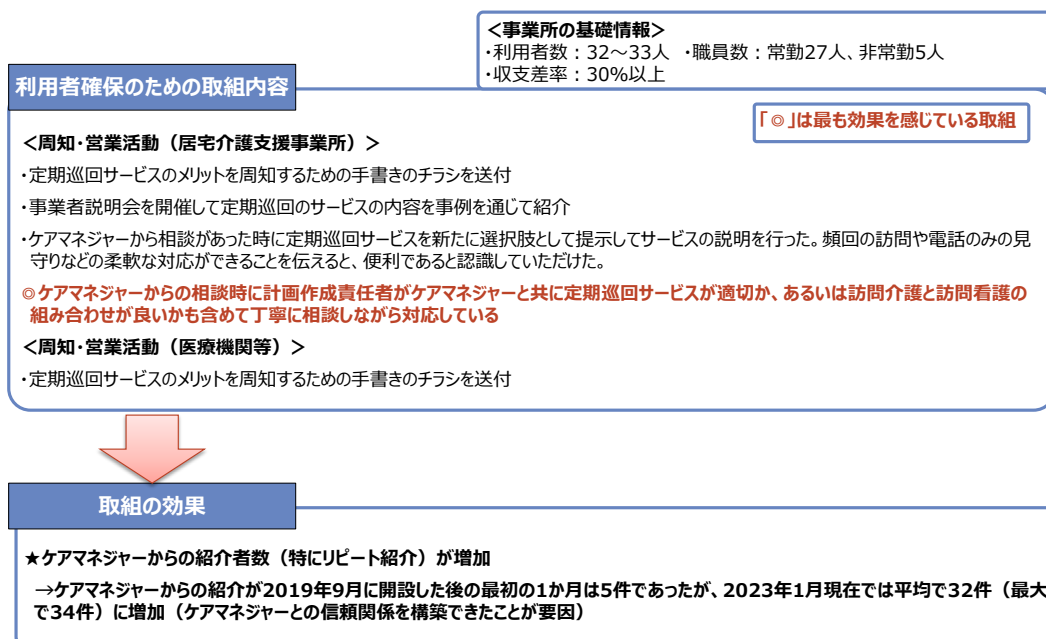 <事業所の基礎情報>
・利用者数：32～33人 ・職員数：常勤27人、非常勤5人
・収支差率：30%以上
利用者確保のための取組内容
「◎」は最も効果を感じている取組
<周知・営業活動（居宅介護支援事業所）>
・定期巡回サービスのメリットを周知するための手書きのチラシを送付
・事業者説明会を開催して定期巡回のサービスの内容を事例を通じて紹介
・ケアマネジャーから相談があった時に定期巡回サービスを新たに選択肢として提示してサービスの説明を行った。頻回の訪問や電話のみの見
守りなどの柔軟な対応ができることを伝えると、便利であると認識していただけた。
◎ケアマネジャーからの相談時に計画作成責任者がケアマネジャーと共に定期巡回サービスが適切か、あるいは訪問介護と訪問看護の
組み合わせが良いかも含めて丁寧に相談しながら対応している
<周知・営業活動（医療機関等）>
・定期巡回サービスのメリットを周知するための手書きのチラシを送付
取組の効果
★ケアマネジャーからの紹介者数（特にリピート紹介）が増加
→ケアマネジャーからの紹介が2019年9月に開設した後の最初の1か月は5件であったが、2023年1月現在では平均で32件（最大
で34件）に増加（ケアマネジャーとの信頼関係を構築できたことが要因）